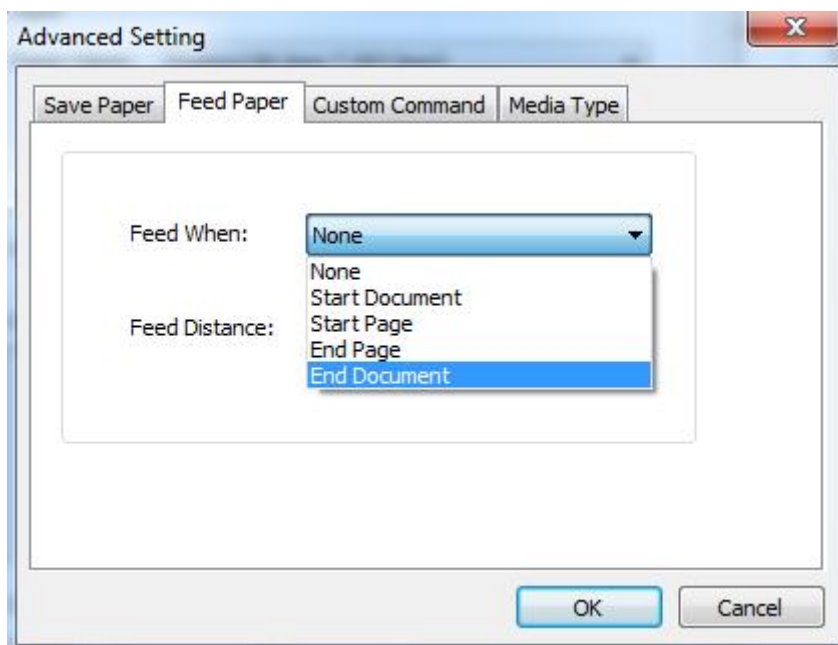 Advanced Setting
Save Paper Feed Paper Custom Command Media Type
Feed When: None
None
Start Document
Start Page
Feed Distance:
End Page
End Document
OK Cancel